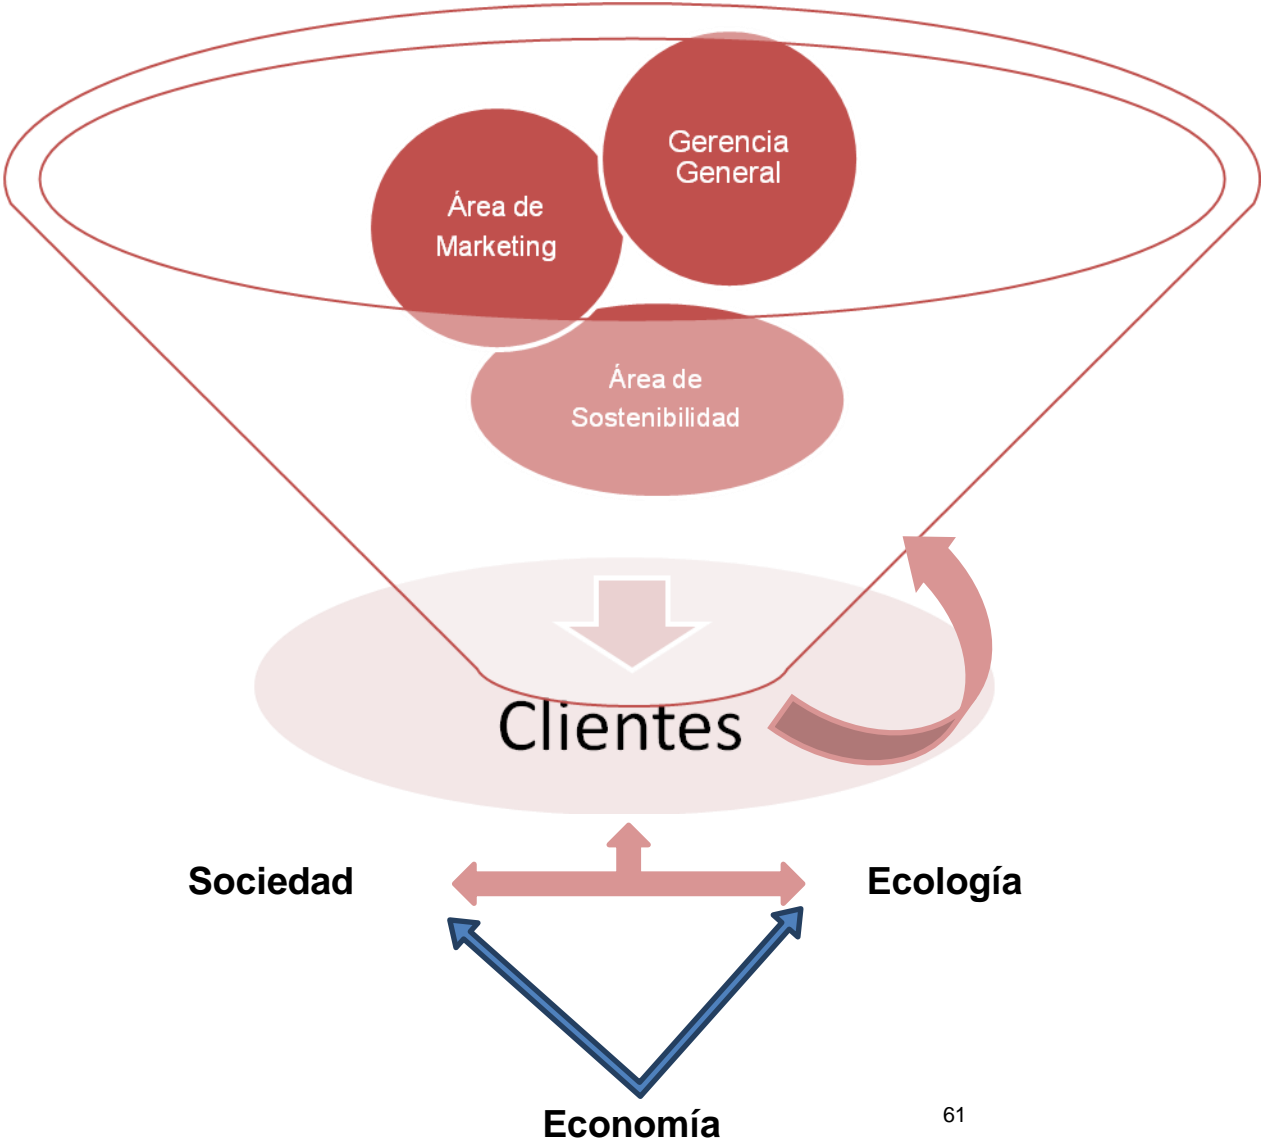 Gerencia
General
Área de
Marketing
Área de
Sostenibilidad
Clientes
Sociedad
Ecología
Economía
61